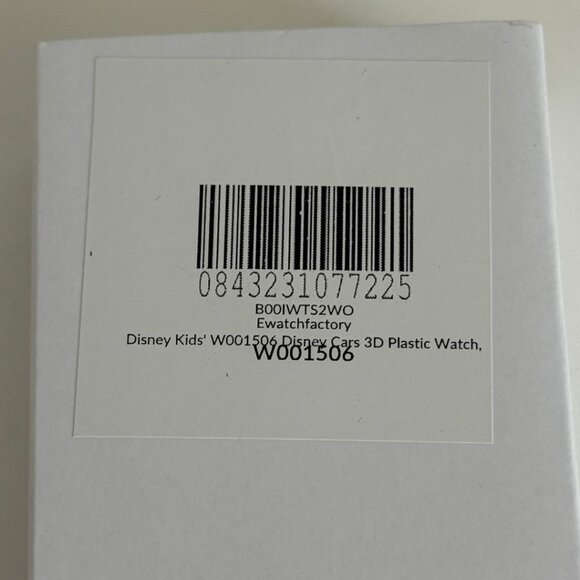 0843231077225
B00IWTS2WO
Ewatchfactory
Disney Kids' W001506 Disney Cars 3D Plastic Watch,
W001506